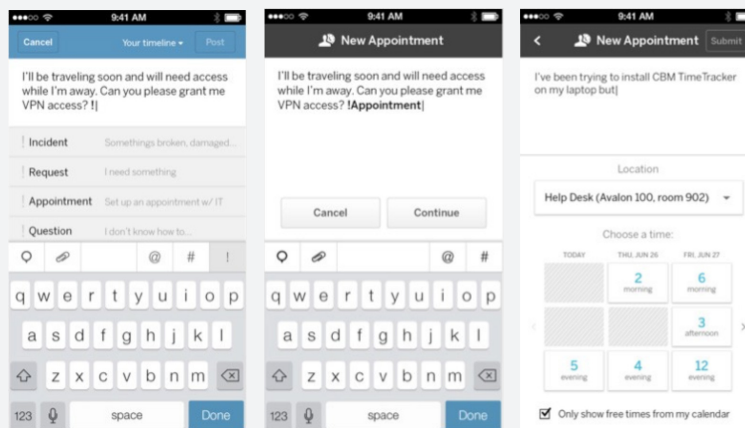 9:41 AM
Cancel
Your timeline
Post
I'll be traveling soon and will need access
while I'm away. Can you please grant me
VPN access? !
! Incident Somethings broken, damaged...
! Request I need something
! Appointment Set up an appointment w/ IT
! Question I don't know how to...
@ # !
q w e r t y u i o p
a s d f g h j k l
z x c v b n m
123 space Done
9:41 AM
New Appointment
I'll be traveling soon and will need access
while I'm away. Can you please grant me
VPN access? !Appointment
Cancel Continue
@ #
q w e r t y u i o p
a s d f g h j k l
z x c v b n m
123 space Done
9:41 AM
New Appointment Submit
I've been trying to install CBM TimeTracker
on my laptop but
Location
Help Desk (Avalon 100, room 902)
Choose a time:
TODAY THU, JUN 26 FRI, JUN 27
2 6
morning morning
3
afternoon
5 4 12
evening evening evening
Only show free times from my calendar